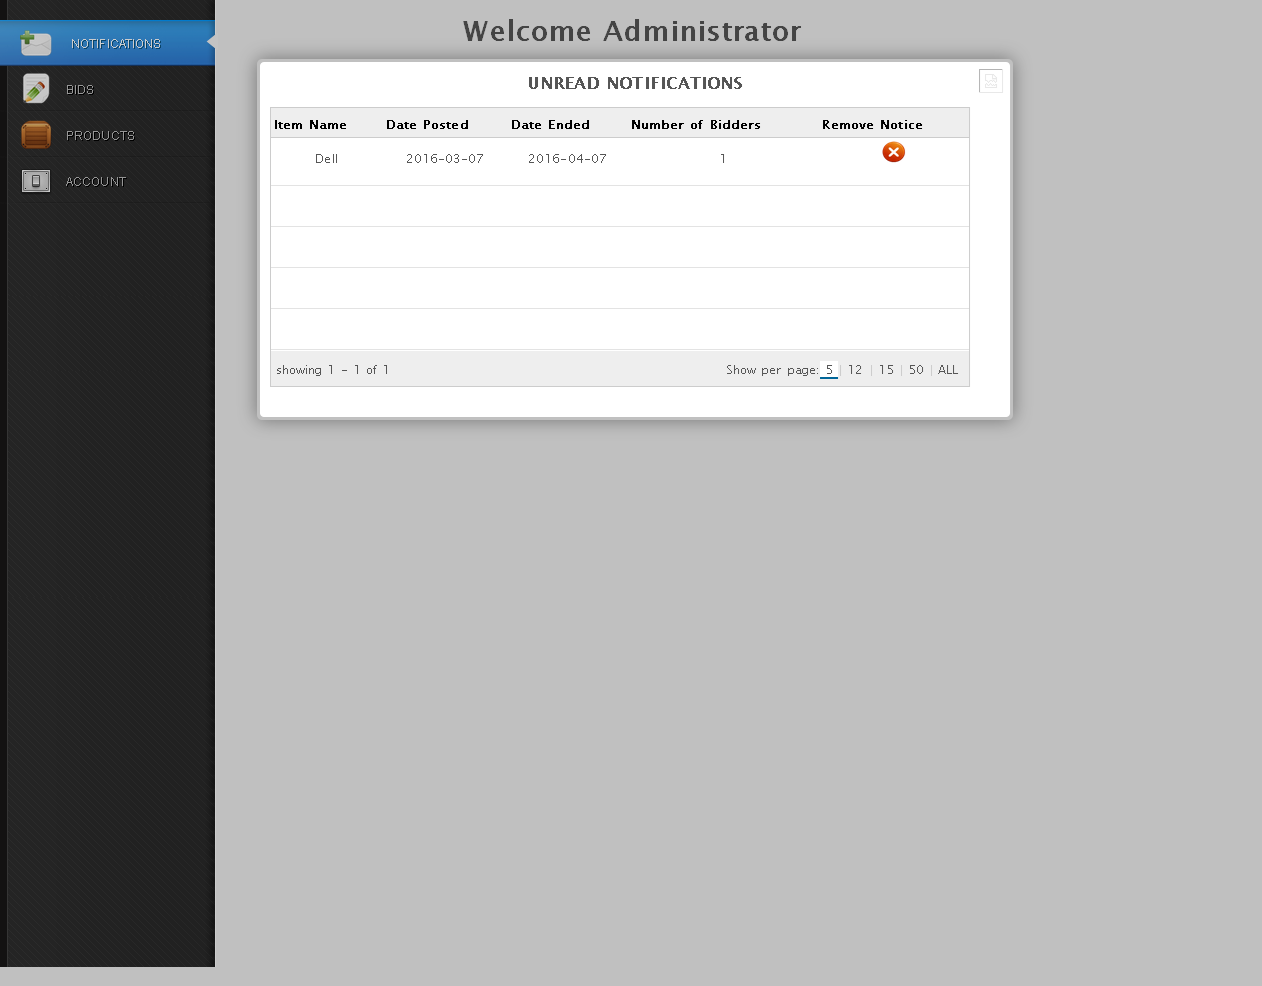 Welcome Administrator
NOTIFICATIONS
BIDS
PRODUCTS
ACCOUNT
UNREAD NOTIFICATIONS
Item Name Date Posted Date Ended Number of Bidders Remove Notice
Dell 2016-03-07 2016-04-07 1
showing 1 - 1 of 1 Show per page: 5 | 12 | 15 | 50 | ALL